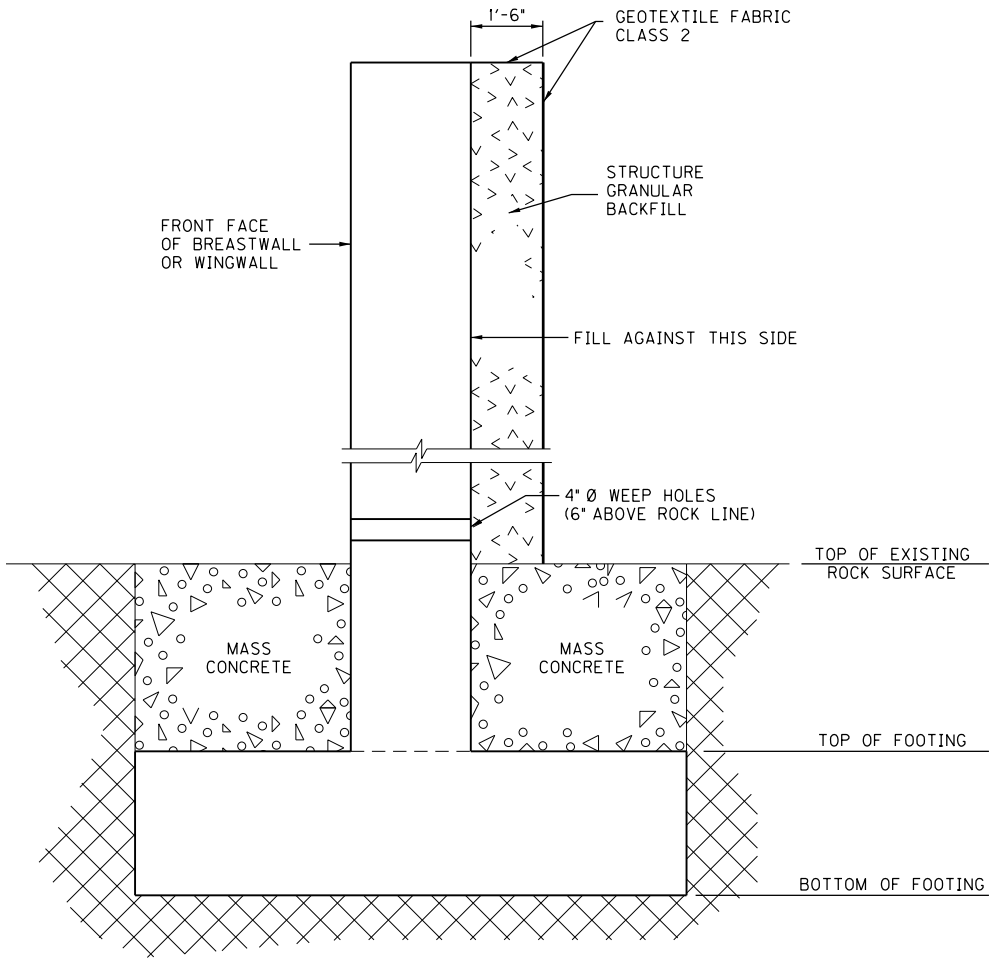 1'-6"
GEOTEXTILE FABRIC
CLASS 2
STRUCTURE
GRANULAR
BACKFILL
FRONT FACE
OF BREASTWALL
OR WINGWALL
FILL AGAINST THIS SIDE
4" Ø WEEP HOLES
(6" ABOVE ROCK LINE)
TOP OF EXISTING
ROCK SURFACE
MASS
CONCRETE
MASS
CONCRETE
TOP OF FOOTING
BOTTOM OF FOOTING